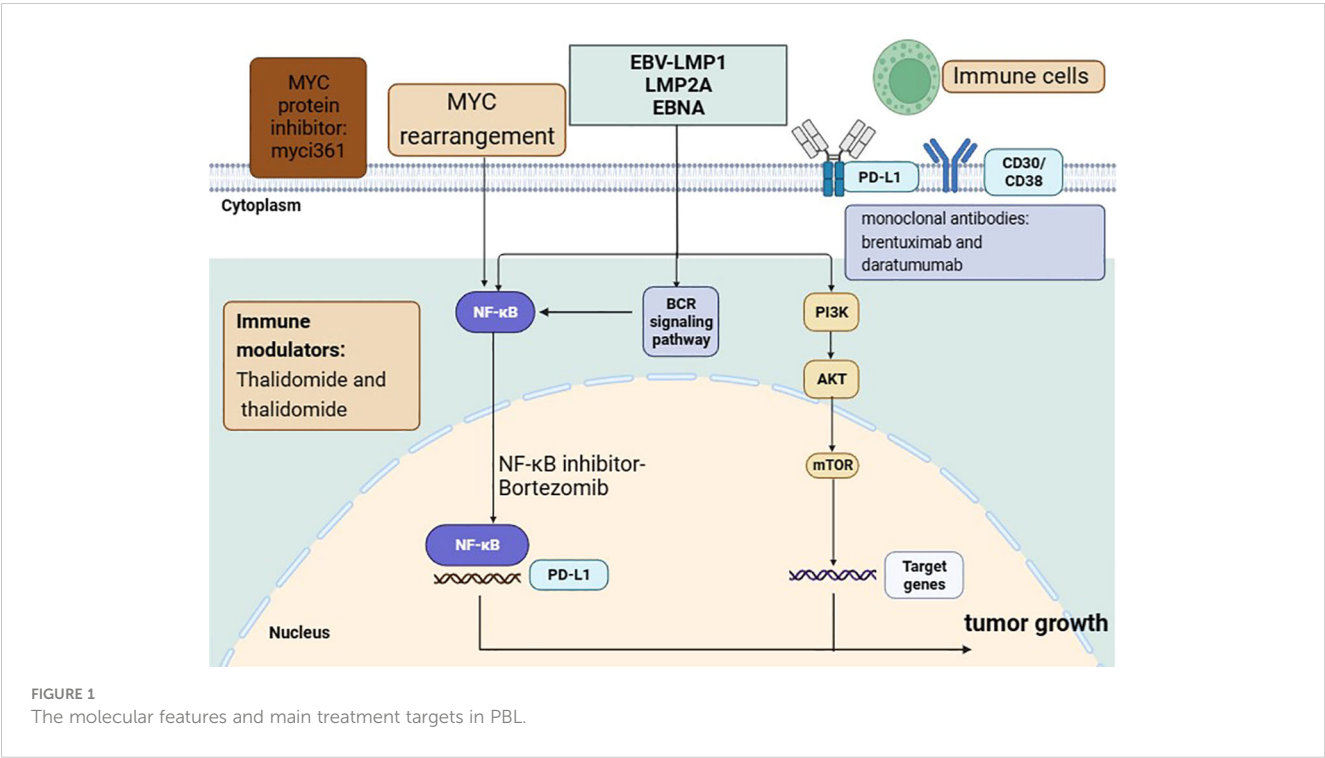 MYC
protein
inhibitor:
myci361
MYC
rearrangement
EBV-LMP1
LMP2A
EBNA
Immune cells
PD-L1
CD30/
CD38
Cytoplasm
monoclonal antibodies:
brentuximab and
daratumumab
NF-κB
BCR
signaling
pathway
PI3K
Immune
modulators:
Thalidomide and
thalidomide
AKT
NF-κB inhibitor-
Bortezomib
mTOR
NF-κB
PD-L1
Target
genes
Nucleus
tumor growth
FIGURE 1
The molecular features and main treatment targets in PBL.